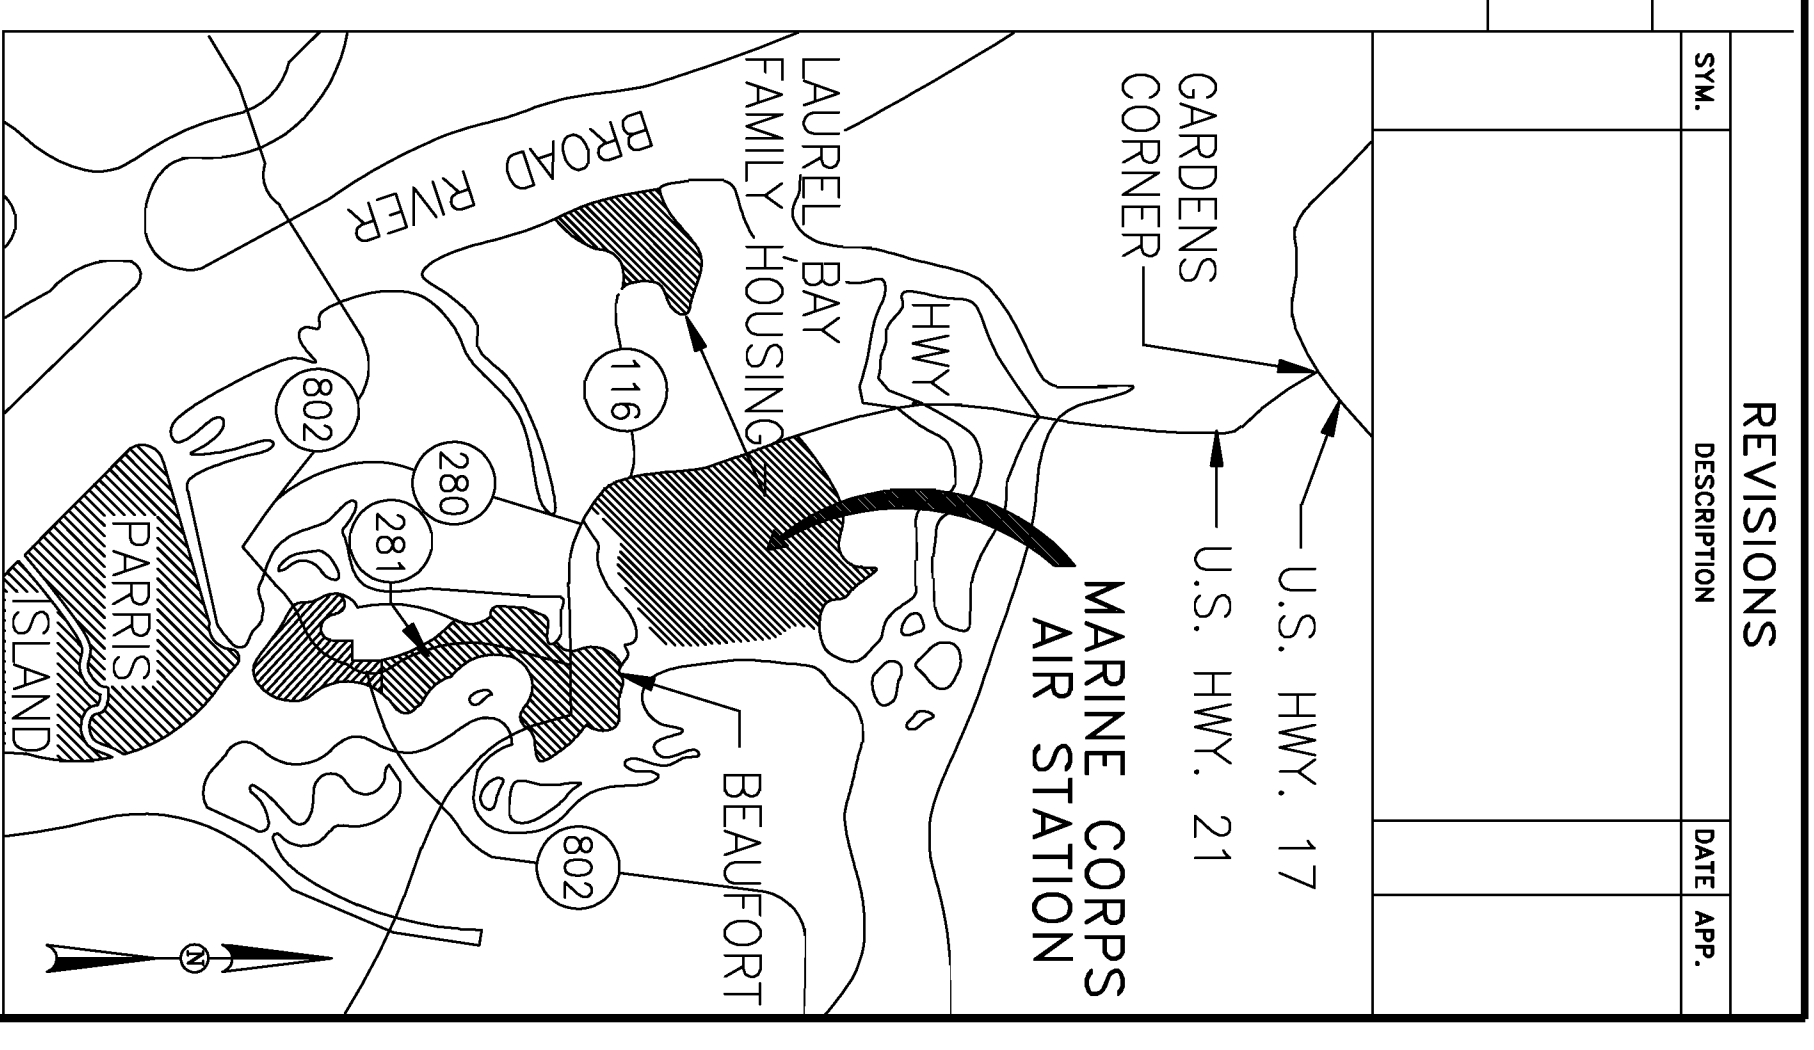 REVISIONS
SYM.
DESCRIPTION
DATE
APP.
U.S. HWY. 17
GARDENS
CORNER
U.S. HWY. 21
MARINE CORPS
AIR STATION
HWY
LAUREL BAY
FAMILY HOUSING
BEAUFORT
BROAD RIVER
116
802
280
281
802
PARRIS
ISLAND
N